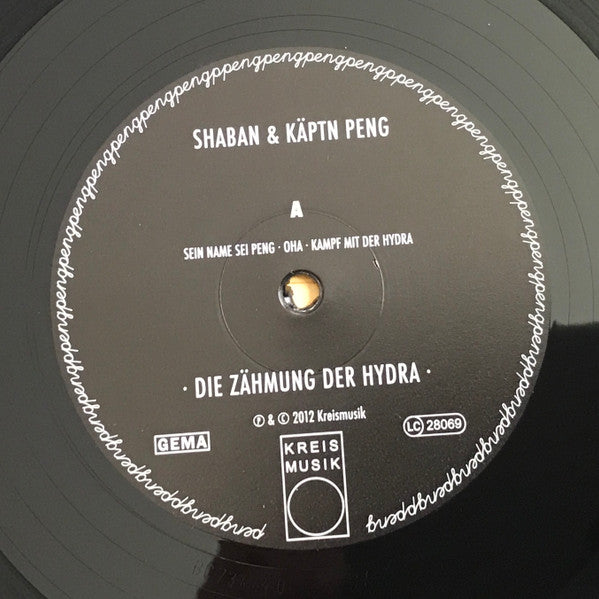 pengpengpengpengpengppengpengpengpengppengpengpengpengppengpengpengpengppeng
SHABAN & KÄPTN PENG
A
SEIN NAME SEI PENG · OHA · KAMPF MIT DER HYDRA
· DIE ZÄHMUNG DER HYDRA ·
℗ & © 2012 Kreismusik
GEMA
LC 28069
KREIS
MUSIK